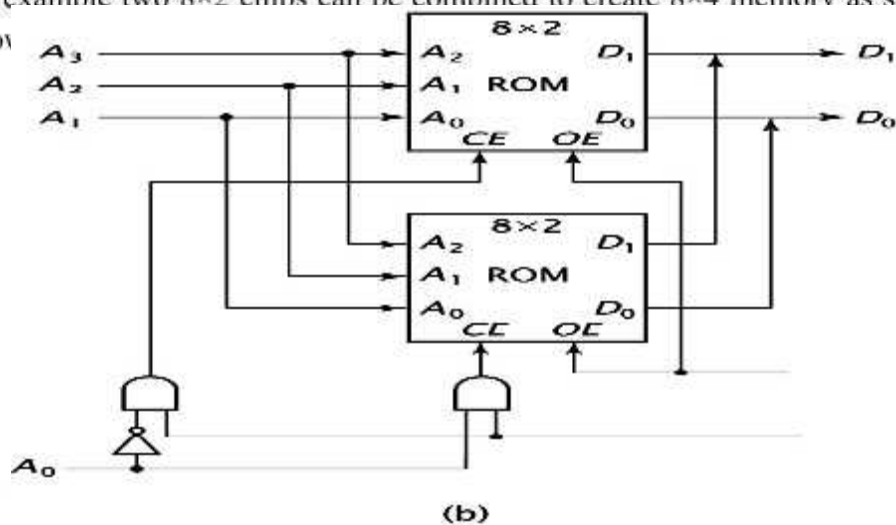 example two 8×2 chips can be combined to create 8×4 memory as
8×2
A3 A2 D1 D1
A2 A1 ROM
A1 A0 D0 D0
CE OE
8×2
A2 D1
A1 ROM
A0 D0
CE OE
A0
(b)